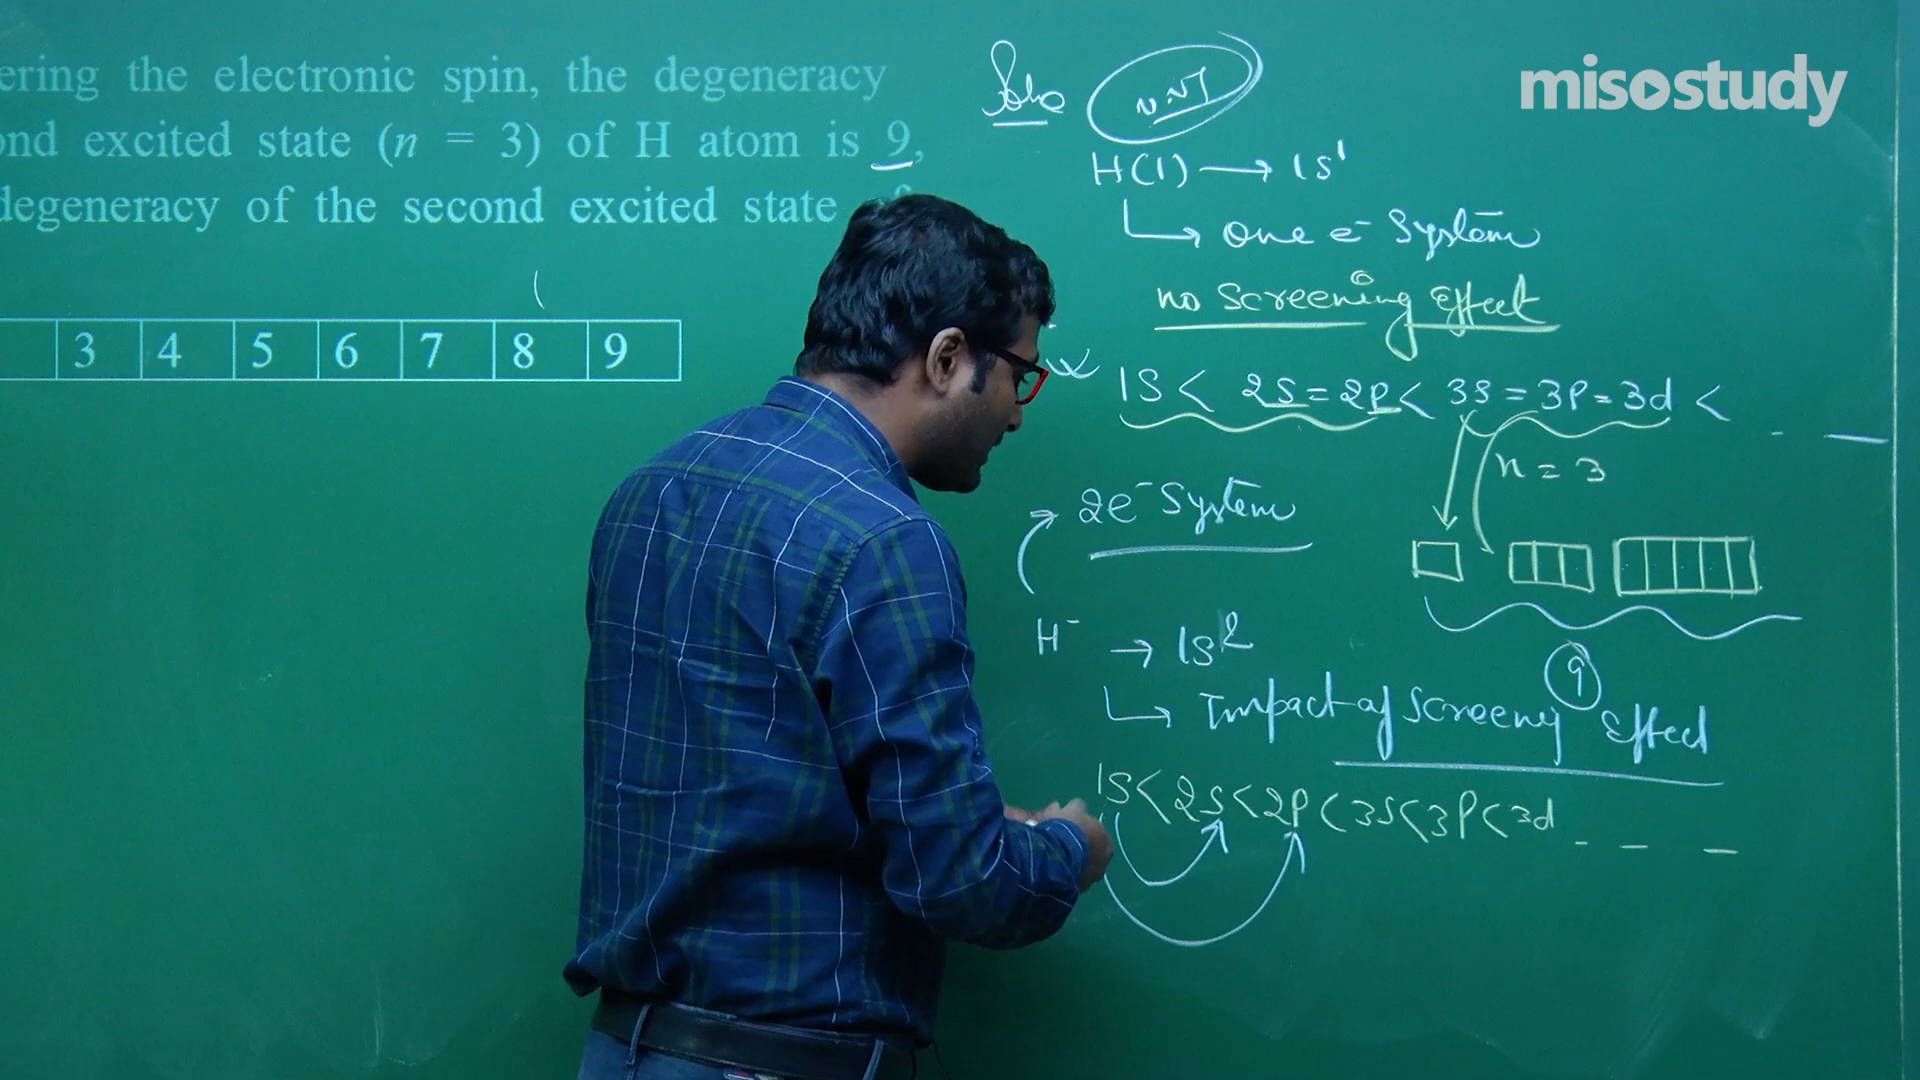 misostudy
ering the electronic spin, the degeneracy
ond excited state (n = 3) of H atom is 9,
degeneracy of the second excited state
3 4 5 6 7 8 9
H(1) → 1s¹
↳ One e⁻ System
no Screening Effect
1S < 2S = 2P < 3S = 3P = 3d < - —
n = 3
2e⁻ System
H⁻ → 1s²
9
↳ Impact of Screeny Effect
1S < 2S < 2P < 3S < 3P < 3d - - -